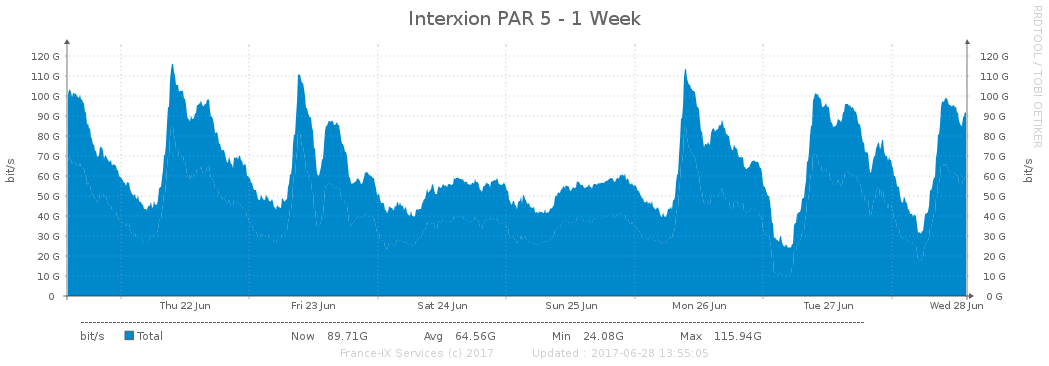 Interxion PAR 5 - 1 Week
RRDTOOL / TOBI OETIKER
bit/s
120 G
110 G
100 G
90 G
80 G
70 G
60 G
50 G
40 G
30 G
20 G
10 G
0
120 G
110 G
100 G
90 G
80 G
70 G
60 G
50 G
40 G
30 G
20 G
10 G
0 G
bit/s
Thu 22 Jun Fri 23 Jun Sat 24 Jun Sun 25 Jun Mon 26 Jun Tue 27 Jun Wed 28 Jun
bit/s Total Now 89.71G Avg 64.56G Min 24.08G Max 115.94G
France-IX Services (c) 2017 Updated : 2017-06-28 13:55:05